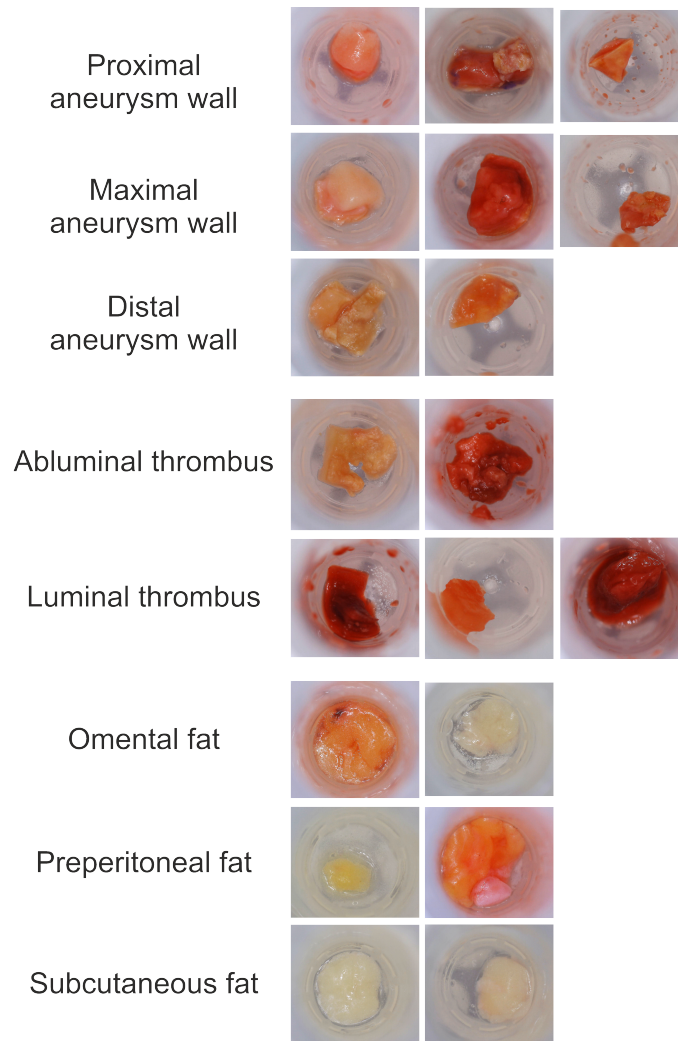 Proximal
aneurysm wall
Maximal
aneurysm wall
Distal
aneurysm wall
Abluminal thrombus
Luminal thrombus
Omental fat
Preperitoneal fat
Subcutaneous fat